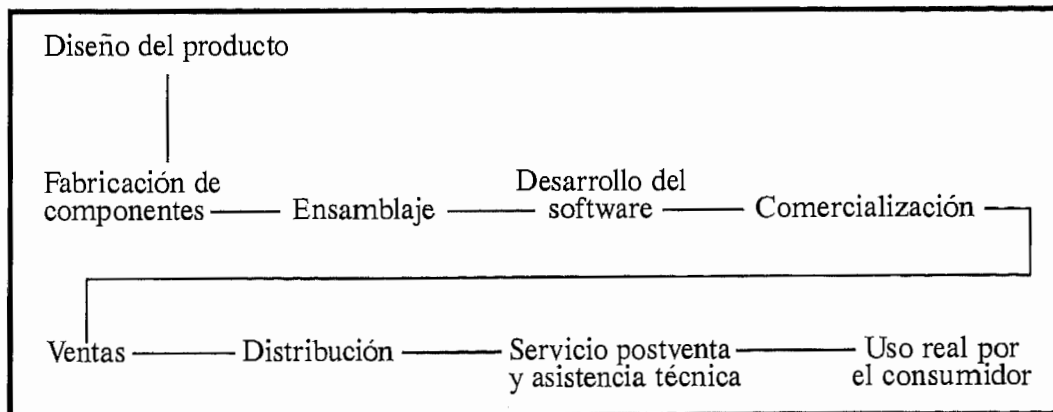 Diseño del producto
Fabricación de
componentes
Ensamblaje
Desarrollo del
software
Comercialización
Ventas
Distribución
Servicio postventa
y asistencia técnica
Uso real por
el consumidor